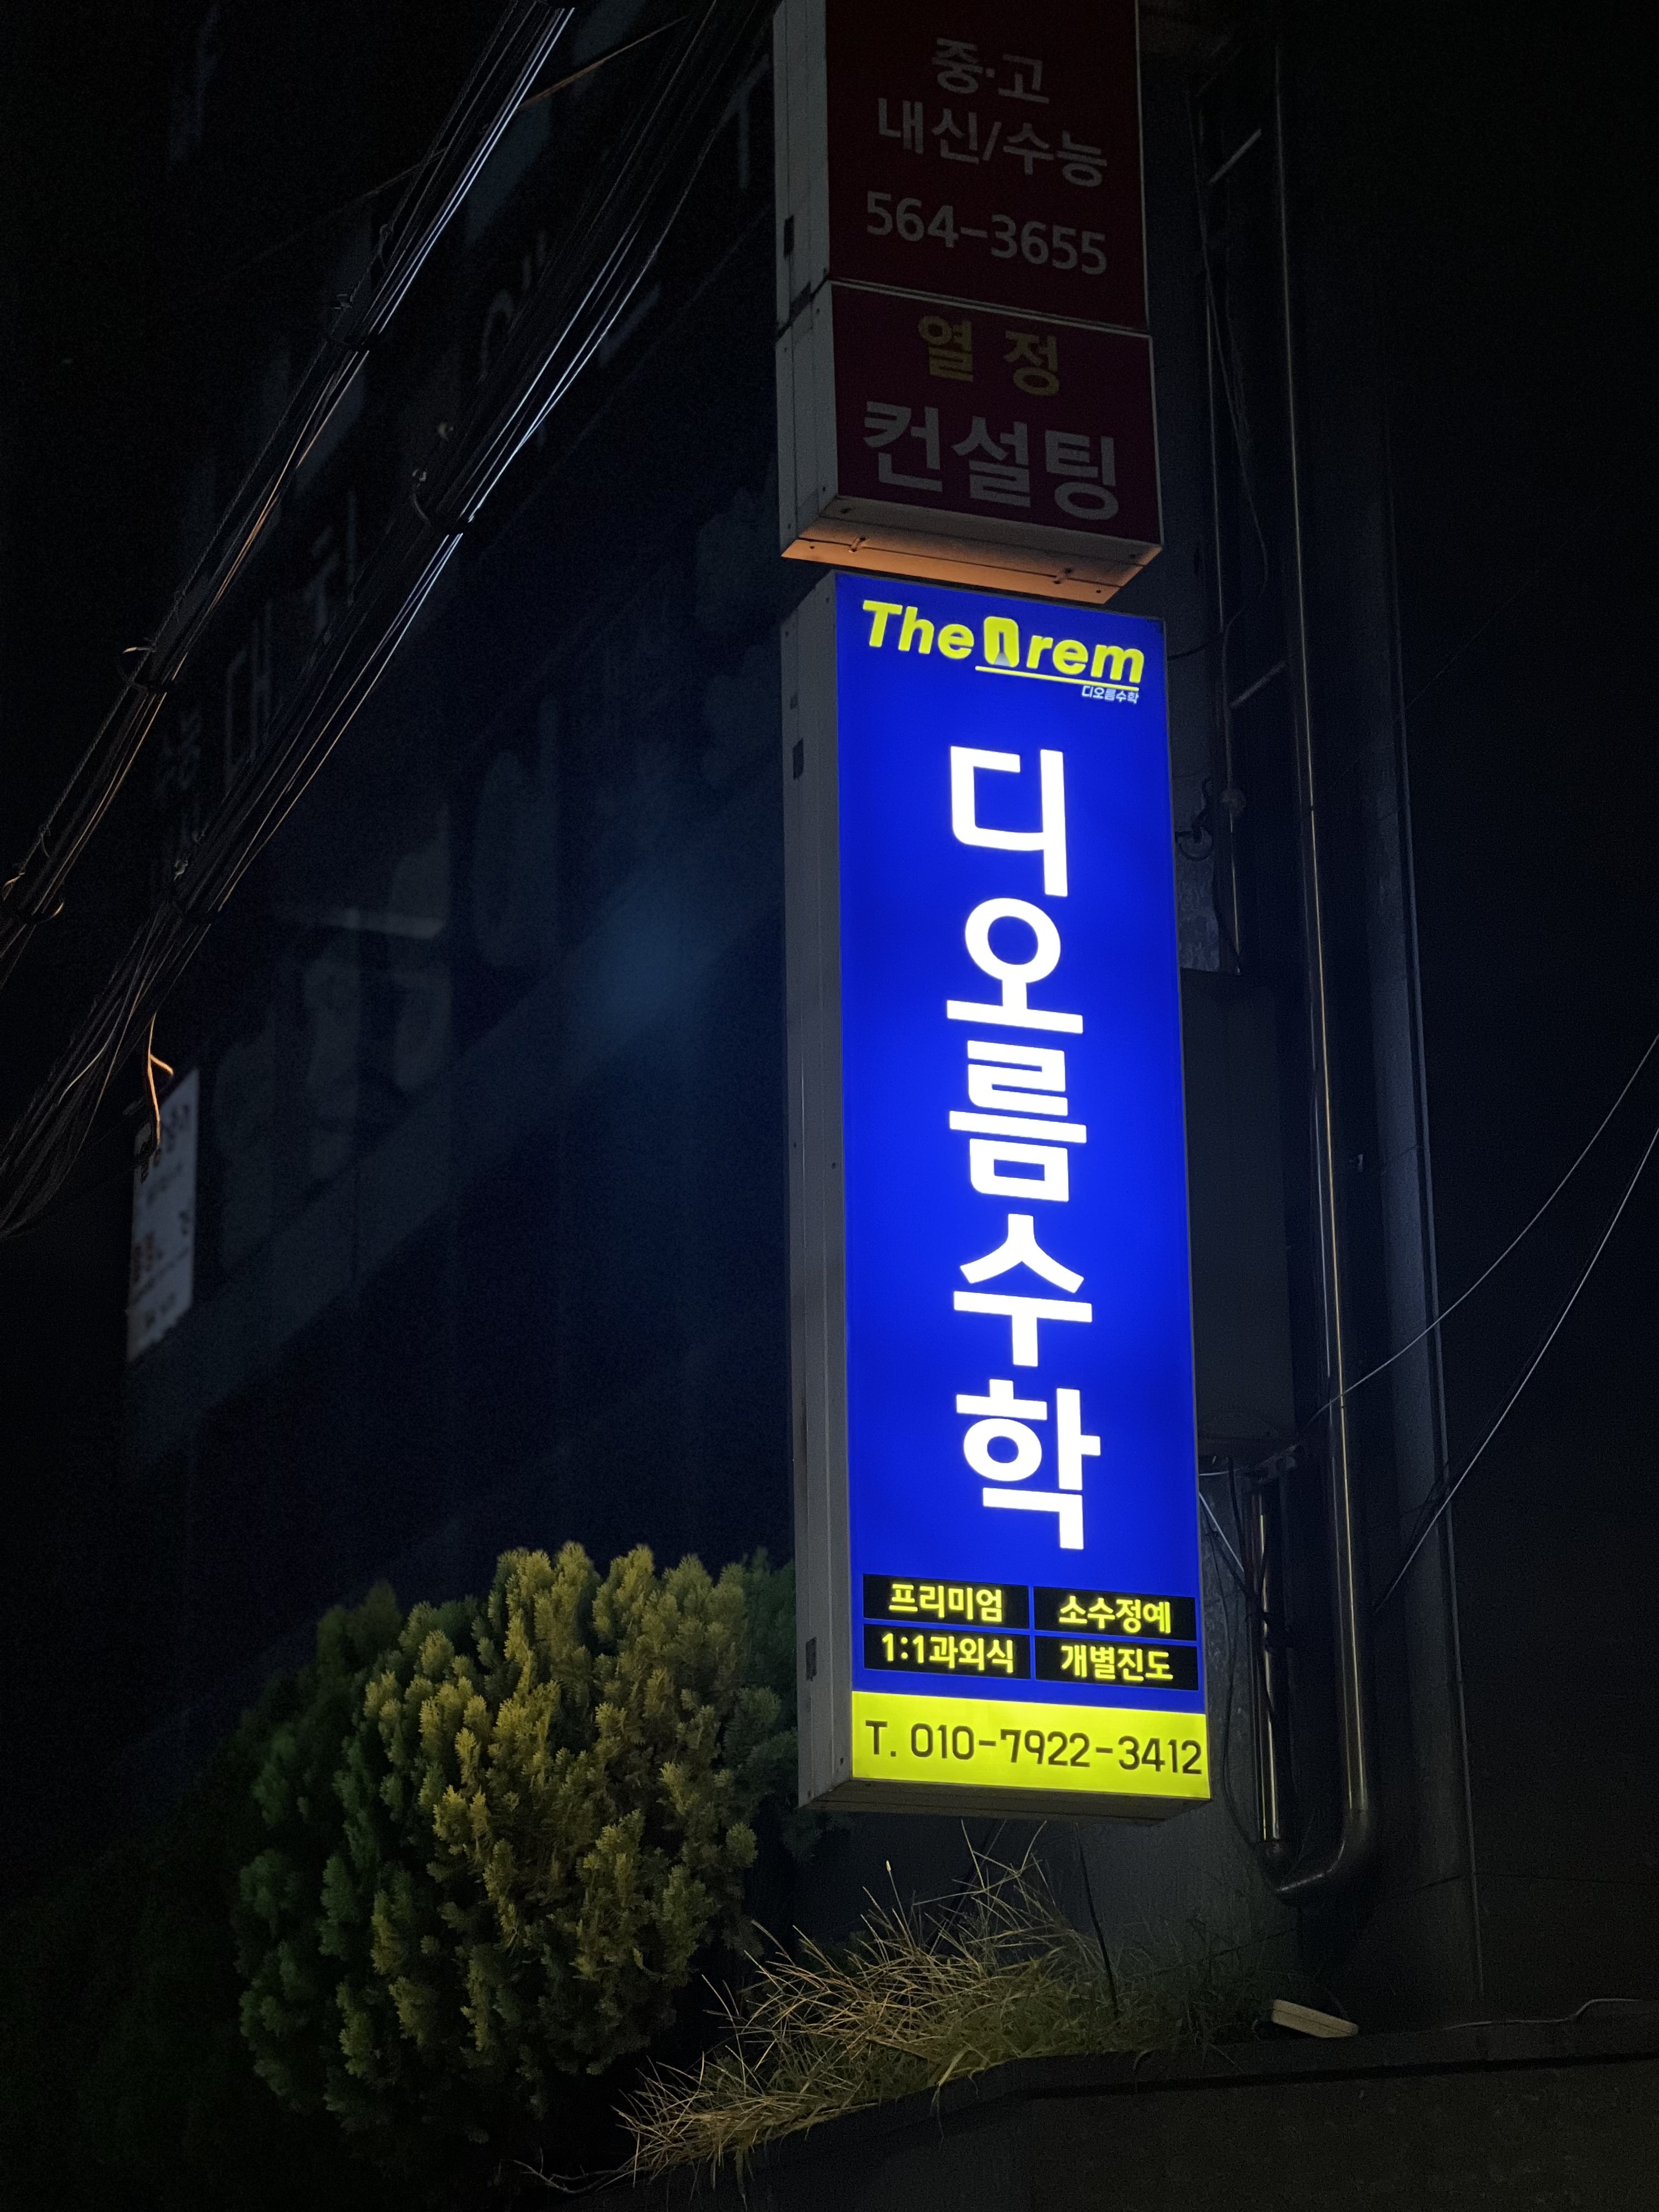 중·고
내신/수능
564-3655
열정
컨설팅
TheOrem
디오름수학
디오름수학
프리미엄 소수정예
1:1과외식 개별진도
T. 010-7922-3412